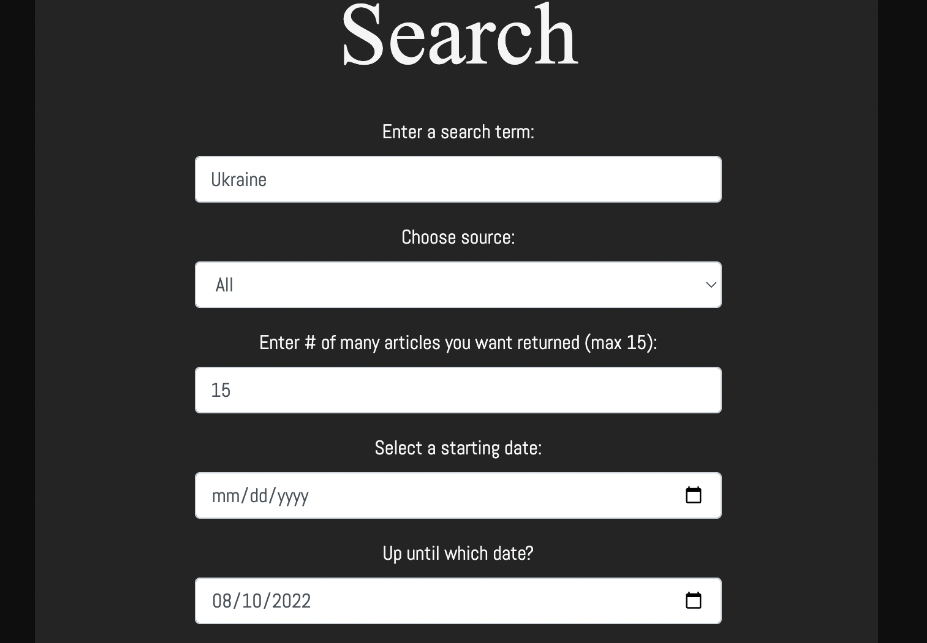 Search
Enter a search term:
Ukraine
Choose source:
All
Enter # of many articles you want returned (max 15):
15
Select a starting date:
mm/dd/yyyy
Up until which date?
08/10/2022